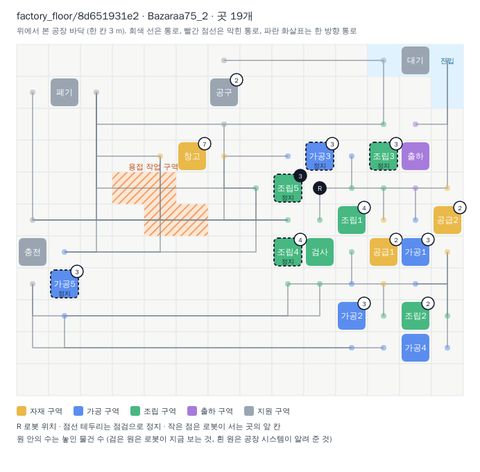 factory_floor/8d651931e2 · Bazaraa75_2 · 곳 19개
위에서 본 공장 바닥 (한 칸 3 m). 회색 선은 통로, 빨간 점선은 막힌 통로, 파란 화살표는 한 방향 통로
대기
진입
폐기
공구 2
창고 7
용접 작업 구역
가공3 3
정지
조립3 3
정지
출하
조립5 3
정지
R
조립1 4
공급2 2
충전
조립4 4
정지
검사
공급1 2
가공1 3
가공5 3
정지
가공2 3
조립2 2
가공4
자재 구역
가공 구역
조립 구역
출하 구역
지원 구역
R 로봇 위치 · 점선 테두리는 점검으로 정지 · 작은 점은 로봇이 서는 곳의 앞 칸
원 안의 수는 놓인 물건 수 (검은 원은 로봇이 지금 보는 것, 흰 원은 공장 시스템이 알려 준 것)